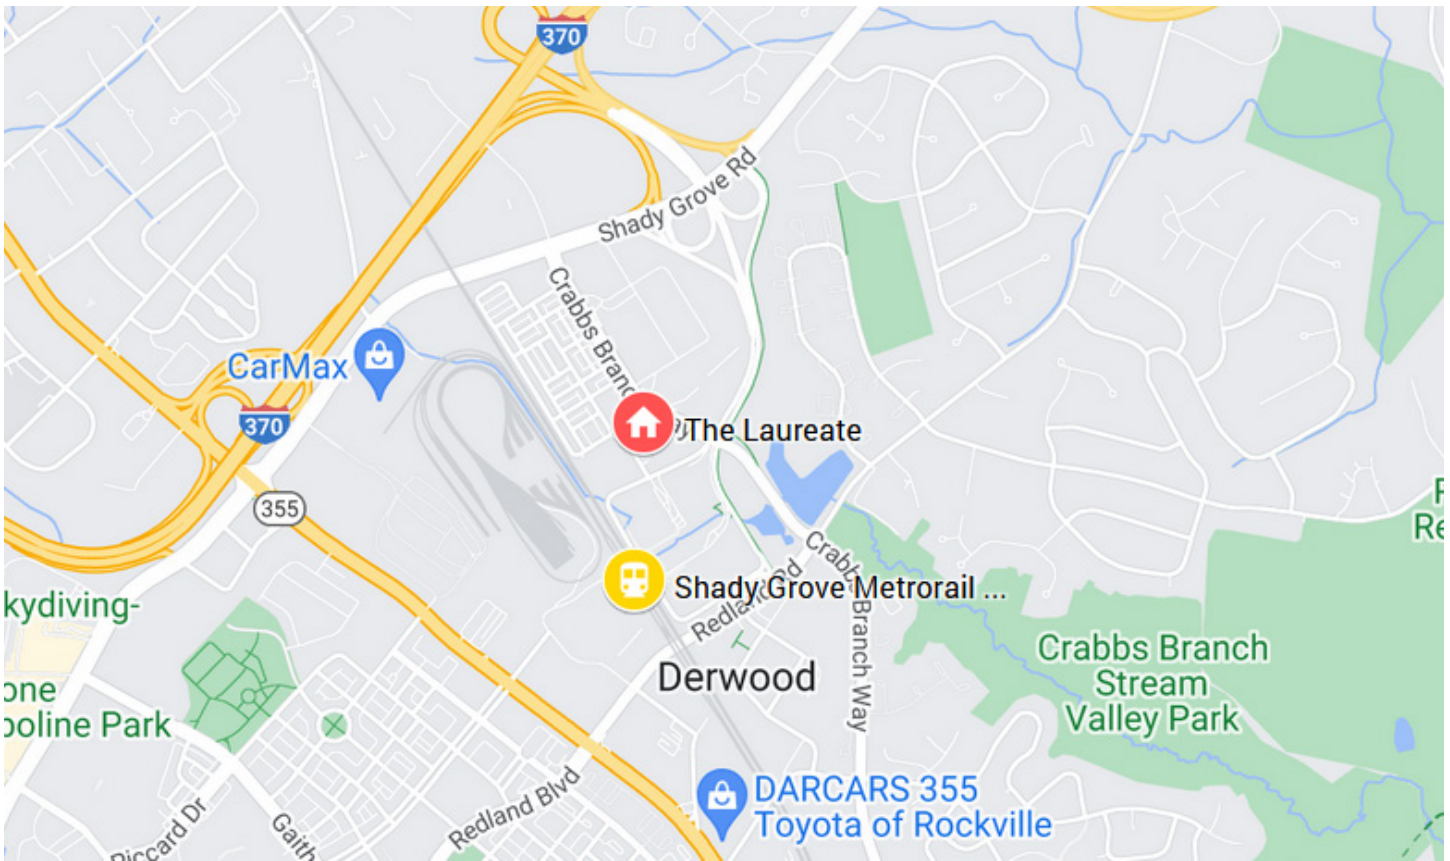 370
Shady Grove Rd
Crabbs Branc
CarMax
370
The Laureate
355
R
Re
Crabbs Branch Way
Shady Grove Metrorail ...
kydiving-
Redland Rd
Crabbs Branch
Stream
Valley Park
Derwood
one
poline Park
DARCARS 355
Toyota of Rockville
Redland Blvd
Piccard Dr
Gaith